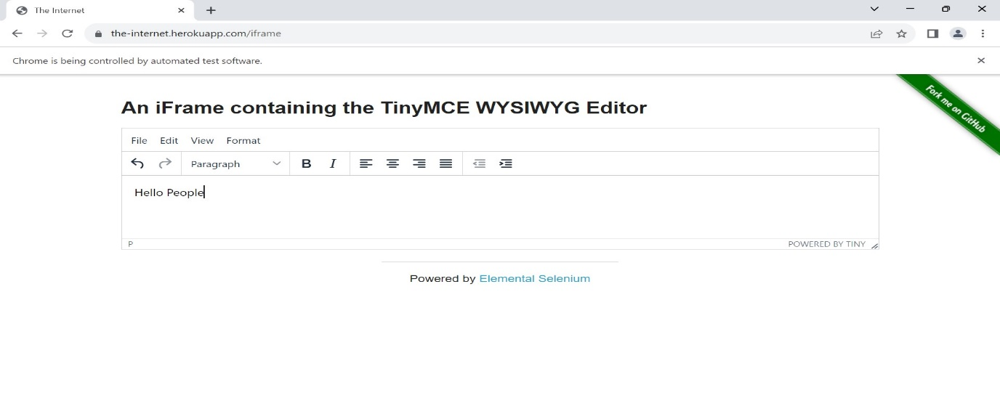 The Internet
the-internet.herokuapp.com/iframe
Chrome is being controlled by automated test software.
Fork me on GitHub
An iFrame containing the TinyMCE WYSIWYG Editor
File Edit View Format
Paragraph B I
Hello People
P POWERED BY TINY
Powered by Elemental Selenium